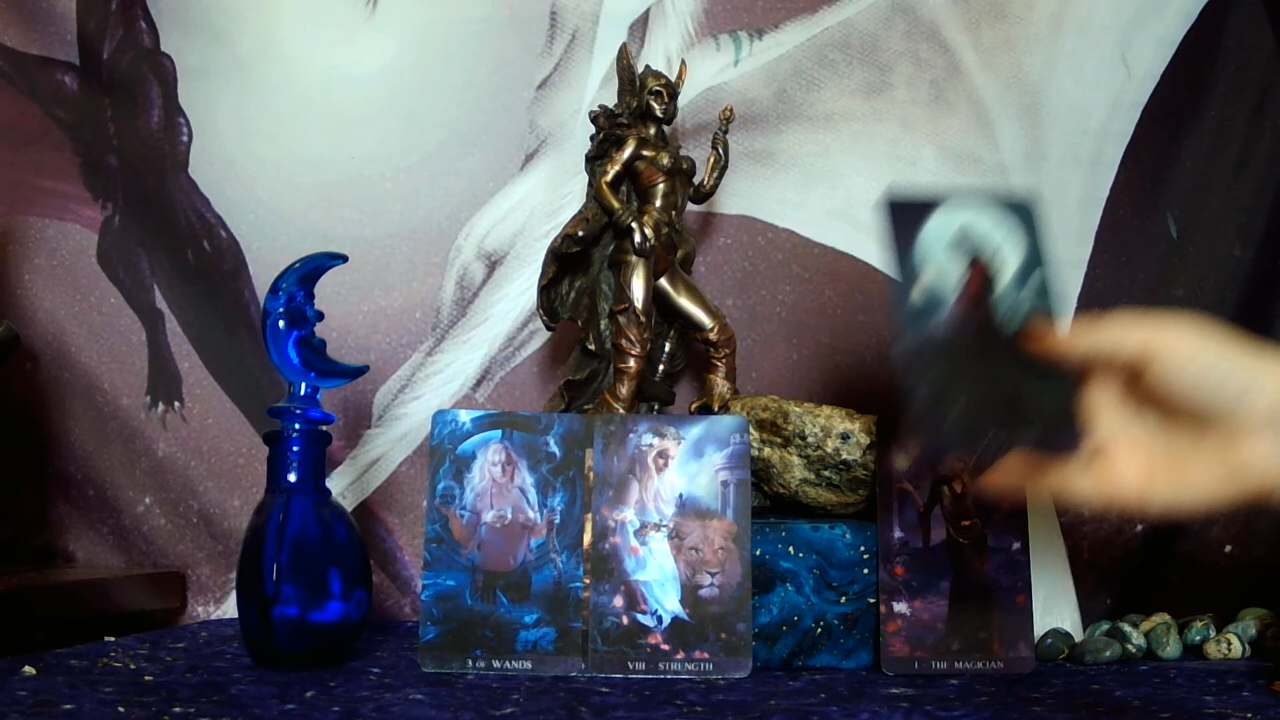 3 OF WANDS
VIII - STRENGTH
I - THE MAGICIAN